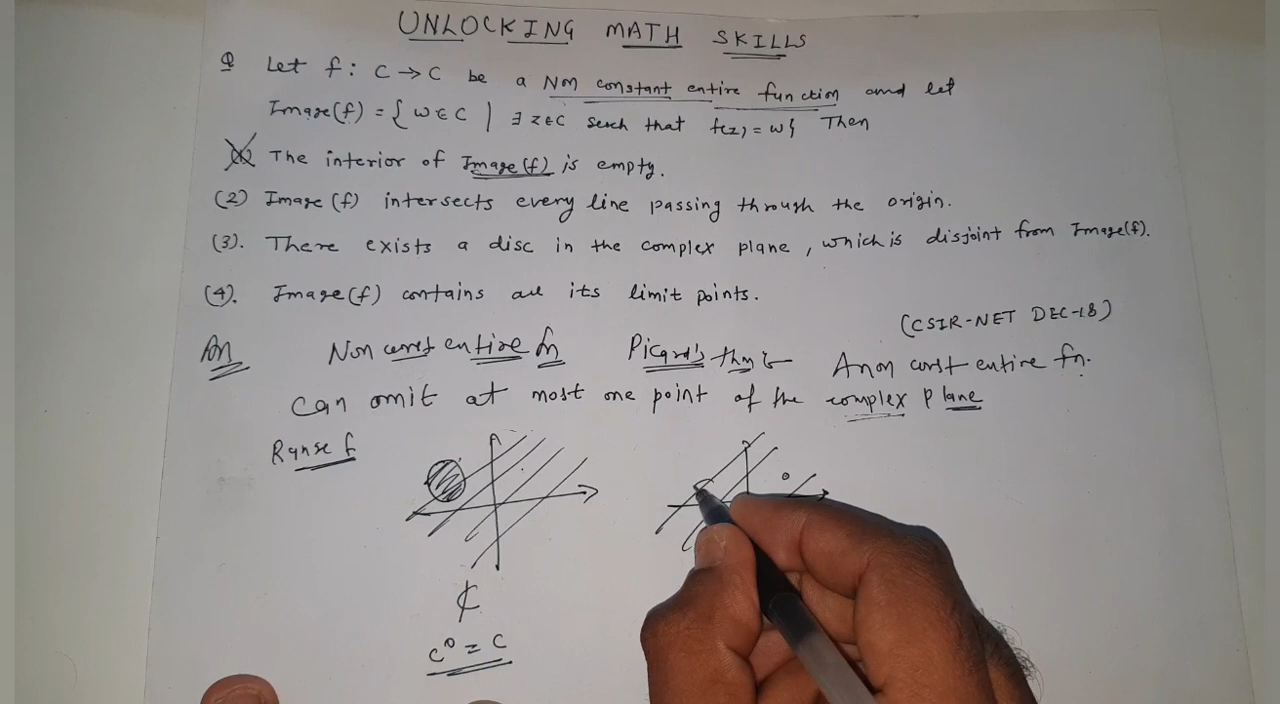 UNLOCKING MATH SKILLS
Q Let f: C → C be a Non constant entire function and let
Image(f) = { w ∈ C | ∃ z ∈ C such that f(z) = w } Then
(1) The interior of Image(f) is empty.
(2) Image (f) intersects every line passing through the origin.
(3). There exists a disc in the complex plane, which is disjoint from Image(f).
(4). Image(f) contains all its limit points.
(CSIR-NET DEC-18)
An Non const entire fn Picard's thm :- A non const entire fn.
Can omit at most one point of the complex plane
Range f
₵
C⁰ = C